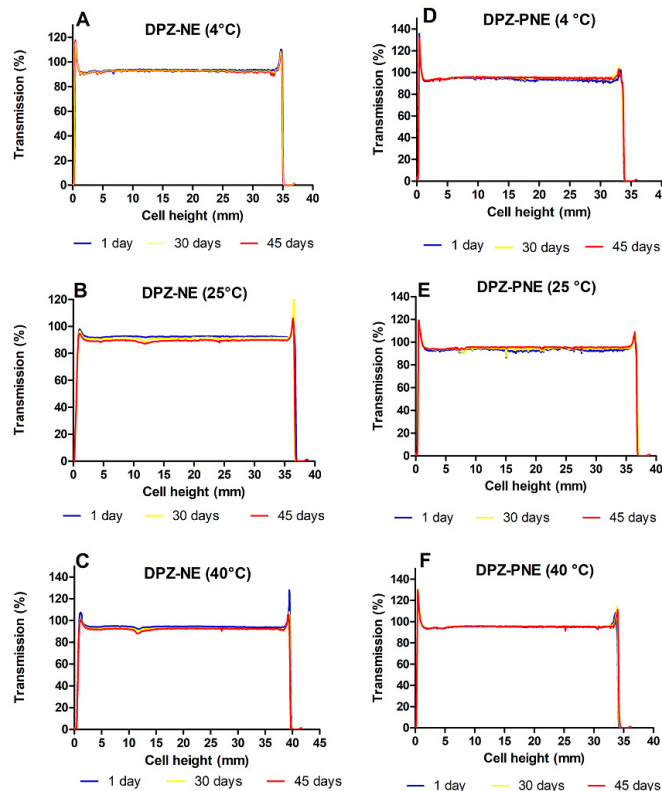 A
DPZ-NE (4°C)
Transmission (%)
120
100
80
60
40
20
0
0 5 10 15 20 25 30 35 40
Cell height (mm)
1 day 30 days 45 days
D
DPZ-PNE (4 °C)
Transmission (%)
140
120
100
80
60
40
20
0
0 5 10 15 20 25 30 35 40
Cell height (mm)
1 day 30 days 45 days
B
DPZ-NE (25°C)
Transmission (%)
120
100
80
60
40
20
0
0 5 10 15 20 25 30 35 40
Cell height (mm)
1 day 30 days 45 days
E
DPZ-PNE (25 °C)
Transmission (%)
140
120
100
80
60
40
20
0
0 5 10 15 20 25 30 35 40
Cell height (mm)
1 day 30 days 45 days
C
DPZ-NE (40°C)
Transmission (%)
140
120
100
80
60
40
20
0
0 5 10 15 20 25 30 35 40 45
Cell height (mm)
1 day 30 days 45 days
F
DPZ-PNE (40 °C)
Transmission (%)
140
120
100
80
60
40
20
0
0 5 10 15 20 25 30 35 40
Cell height (mm)
1 day 30 days 45 days